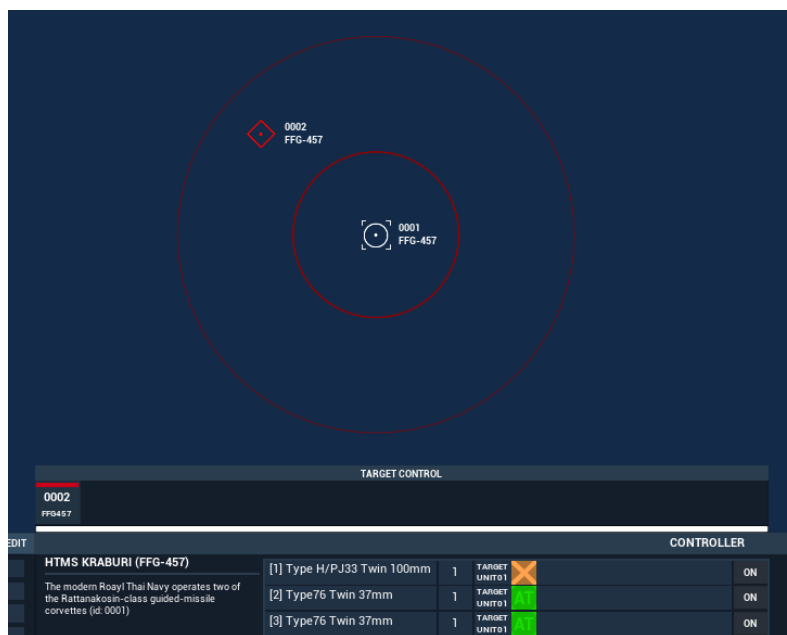 0002
FFG-457
0001
FFG-457
TARGET CONTROL
0002
FFG457
EDIT
CONTROLLER
HTMS KRABURI (FFG-457)
The modern Roayl Thai Navy operates two of
the Rattanakosin-class guided-missile
corvettes (id: 0001)
[1] Type H/PJ33 Twin 100mm 1 TARGET
UNIT01
ON
[2] Type76 Twin 37mm 1 TARGET
UNIT01 AT
ON
[3] Type76 Twin 37mm 1 TARGET
UNIT01 AT
ON